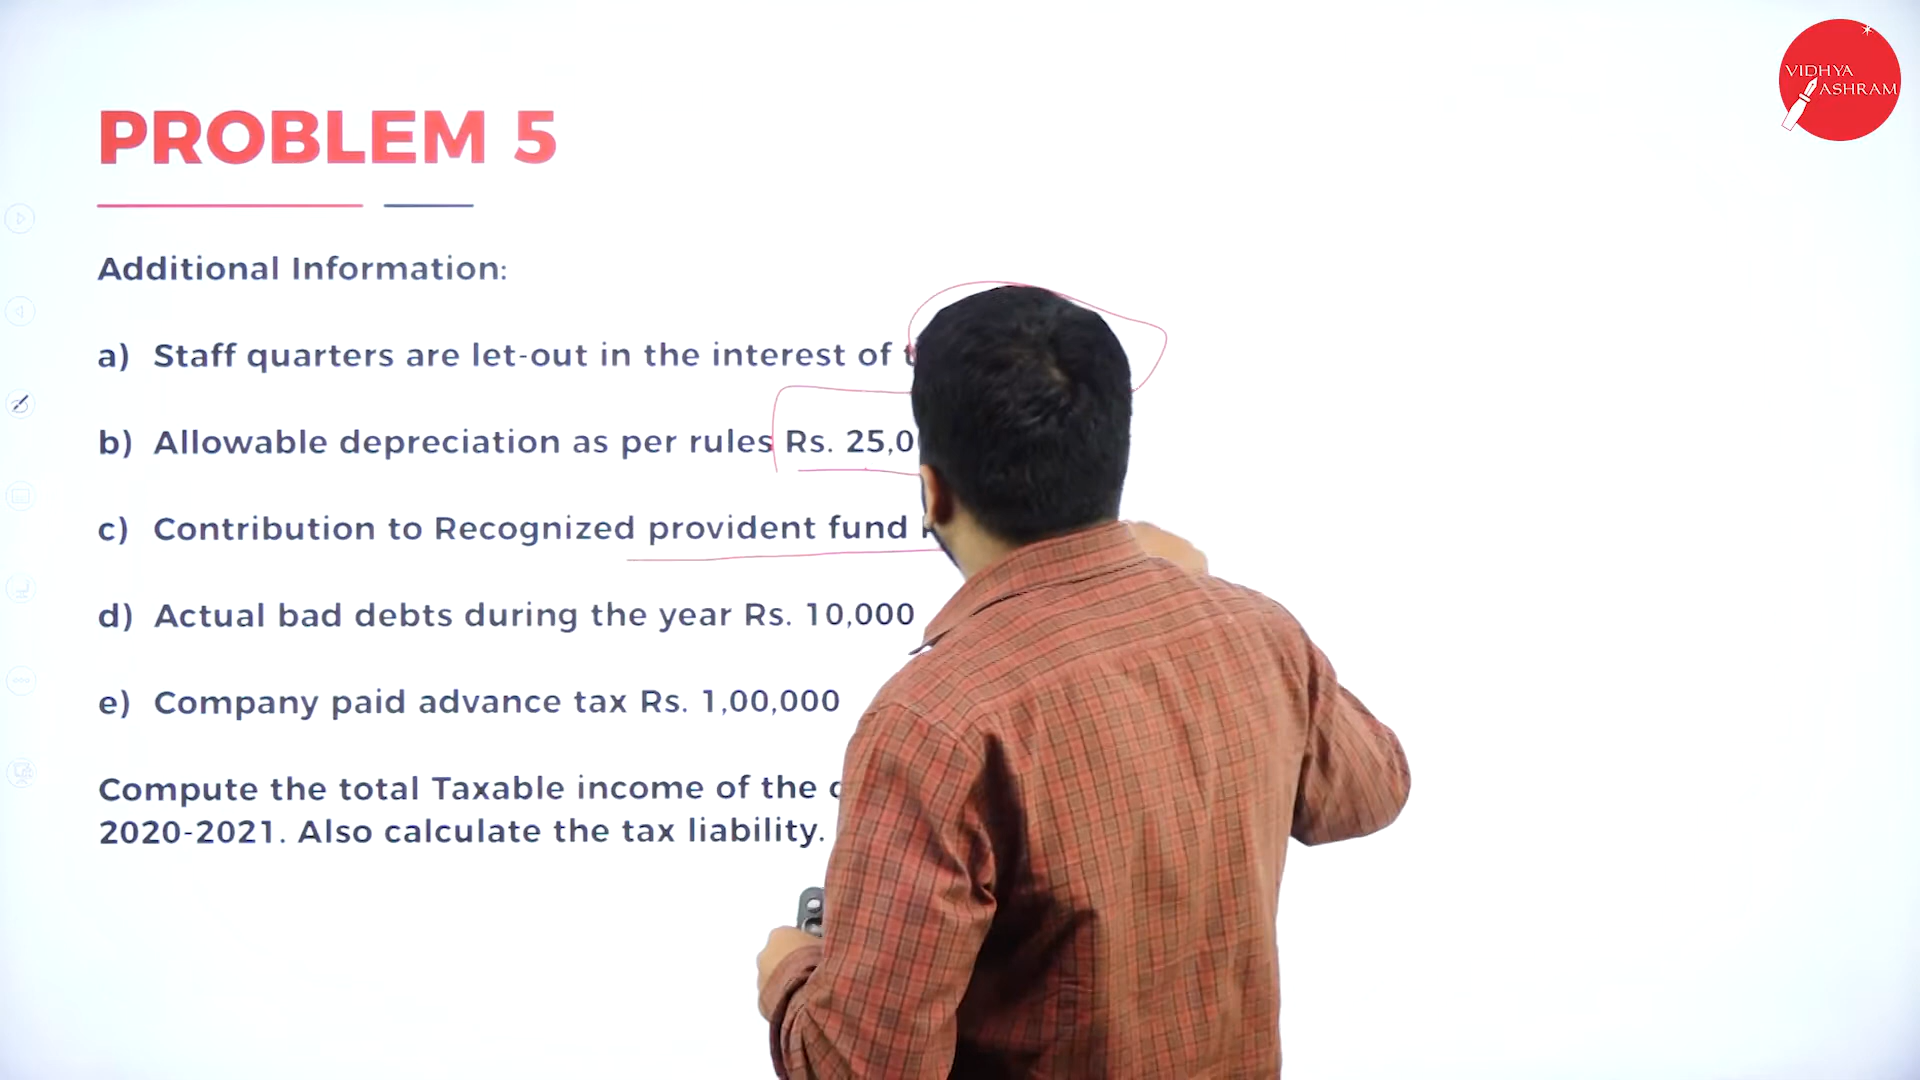 VIDHYA
ASHRAM
PROBLEM 5
Additional Information:
a) Staff quarters are let-out in the interest of
b) Allowable depreciation as per rules Rs. 25,0
c) Contribution to Recognized provident fund
d) Actual bad debts during the year Rs. 10,000
e) Company paid advance tax Rs. 1,00,000
Compute the total Taxable income of the
2020-2021. Also calculate the tax liability.